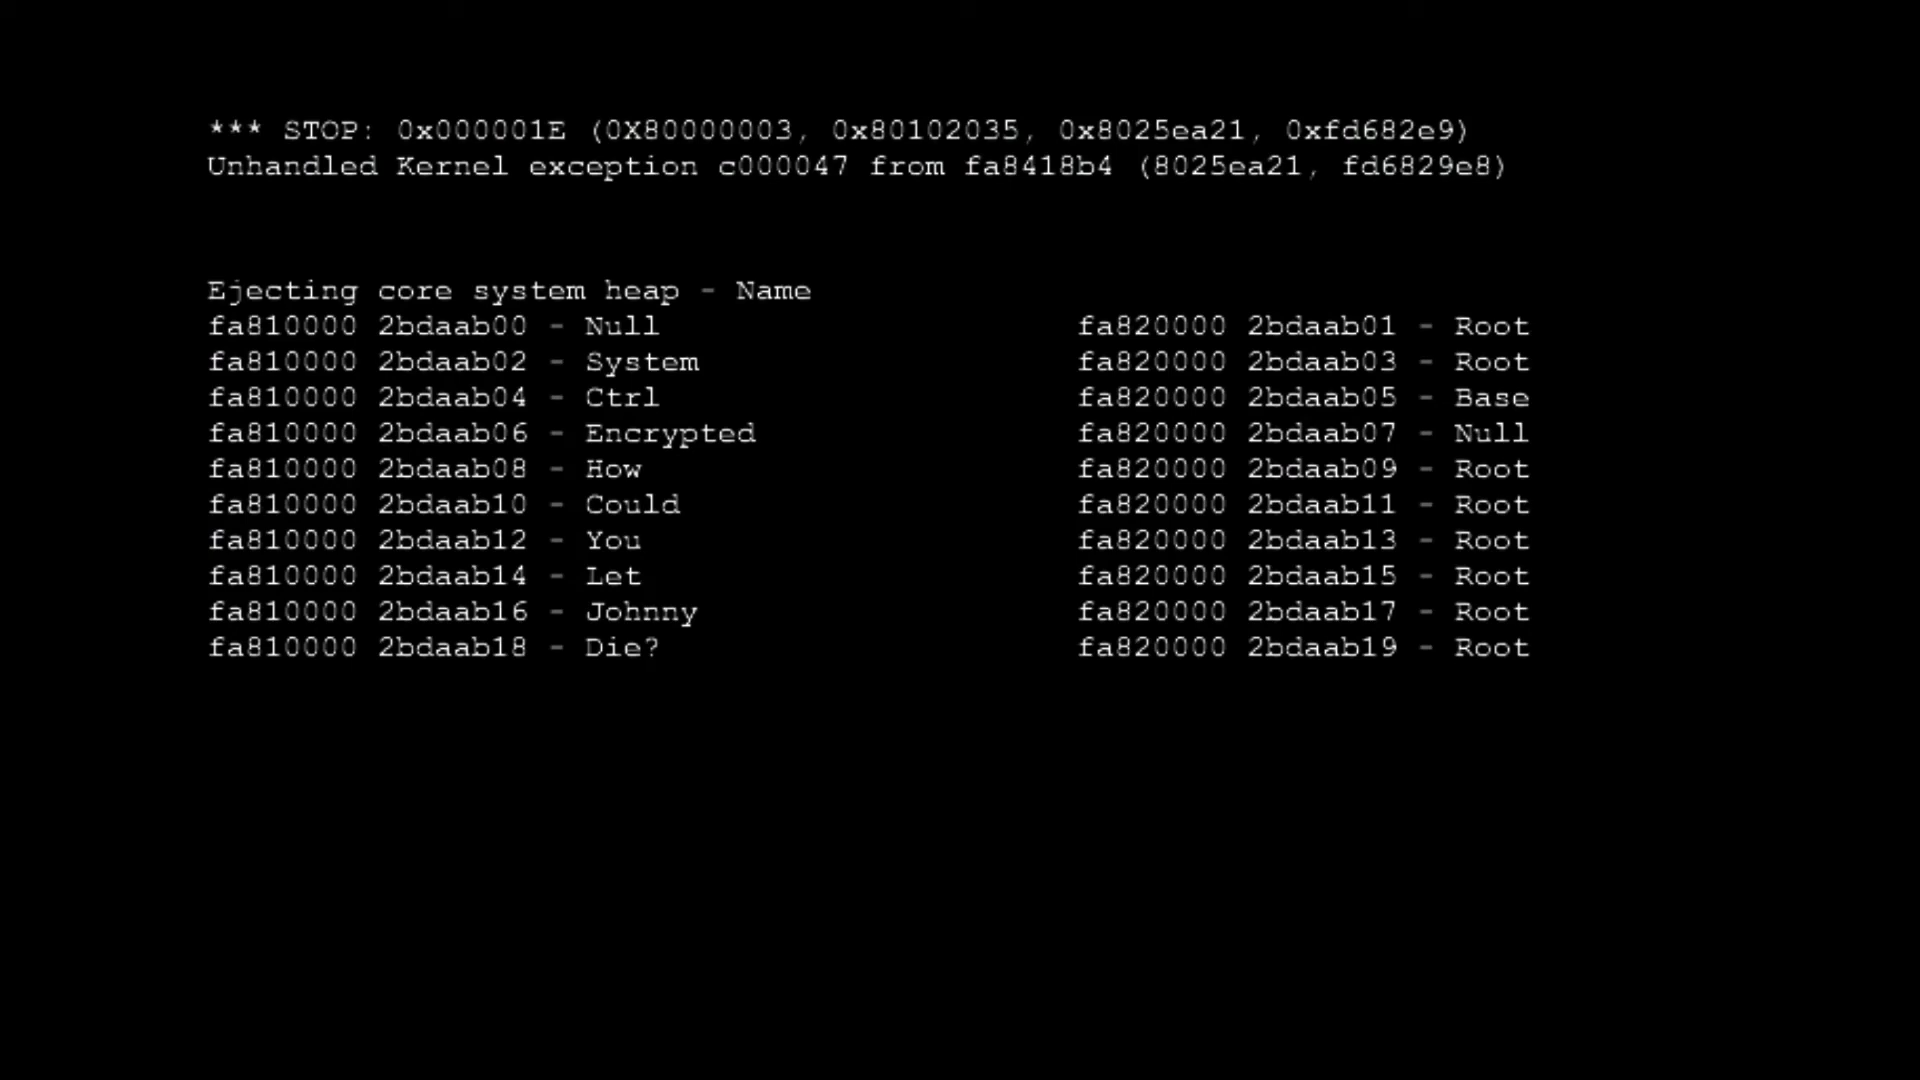 *** STOP: 0x000001E (0X80000003, 0x80102035, 0x8025ea21, 0xfd682e9)
Unhandled Kernel exception c000047 from fa8418b4 (8025ea21, fd6829e8)
Ejecting core system heap - Name
fa810000 2bdaab00 - Null fa820000 2bdaab01 - Root
fa810000 2bdaab02 - System fa820000 2bdaab03 - Root
fa810000 2bdaab04 - Ctrl fa820000 2bdaab05 - Base
fa810000 2bdaab06 - Encrypted fa820000 2bdaab07 - Null
fa810000 2bdaab08 - How fa820000 2bdaab09 - Root
fa810000 2bdaab10 - Could fa820000 2bdaab11 - Root
fa810000 2bdaab12 - You fa820000 2bdaab13 - Root
fa810000 2bdaab14 - Let fa820000 2bdaab15 - Root
fa810000 2bdaab16 - Johnny fa820000 2bdaab17 - Root
fa810000 2bdaab18 - Die? fa820000 2bdaab19 - Root